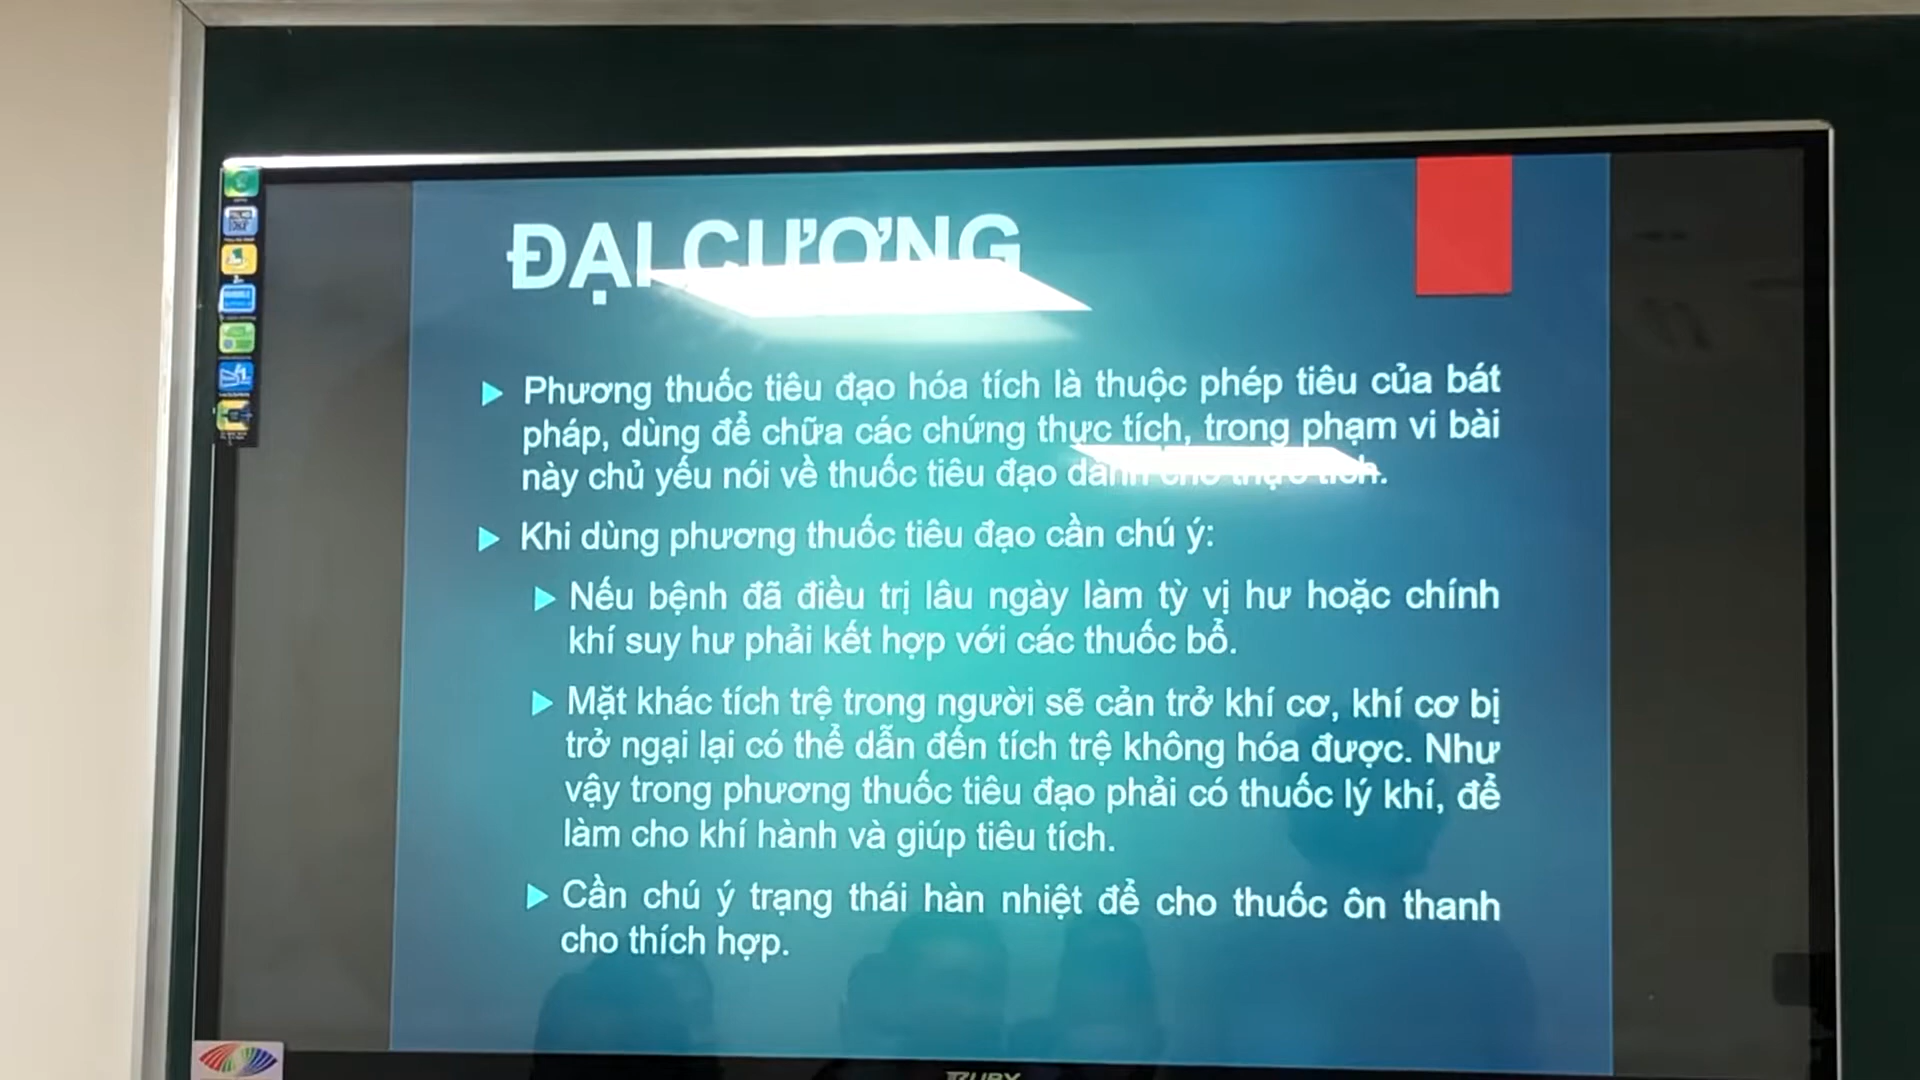 ĐẠI CƯƠNG
Phương thuốc tiêu đạo hóa tích là thuộc phép tiêu của bát
pháp, dùng để chữa các chứng thực tích, trong phạm vi bài
này chủ yếu nói về thuốc tiêu đạo dành cho thực tích.
Khi dùng phương thuốc tiêu đạo cần chú ý:
Nếu bệnh đã điều trị lâu ngày làm tỳ vị hư hoặc chính
khí suy hư phải kết hợp với các thuốc bổ.
Mặt khác tích trệ trong người sẽ cản trở khí cơ, khí cơ bị
trở ngại lại có thể dẫn đến tích trệ không hóa được. Như
vậy trong phương thuốc tiêu đạo phải có thuốc lý khí, để
làm cho khí hành và giúp tiêu tích.
Cần chú ý trạng thái hàn nhiệt để cho thuốc ôn thanh
cho thích hợp.